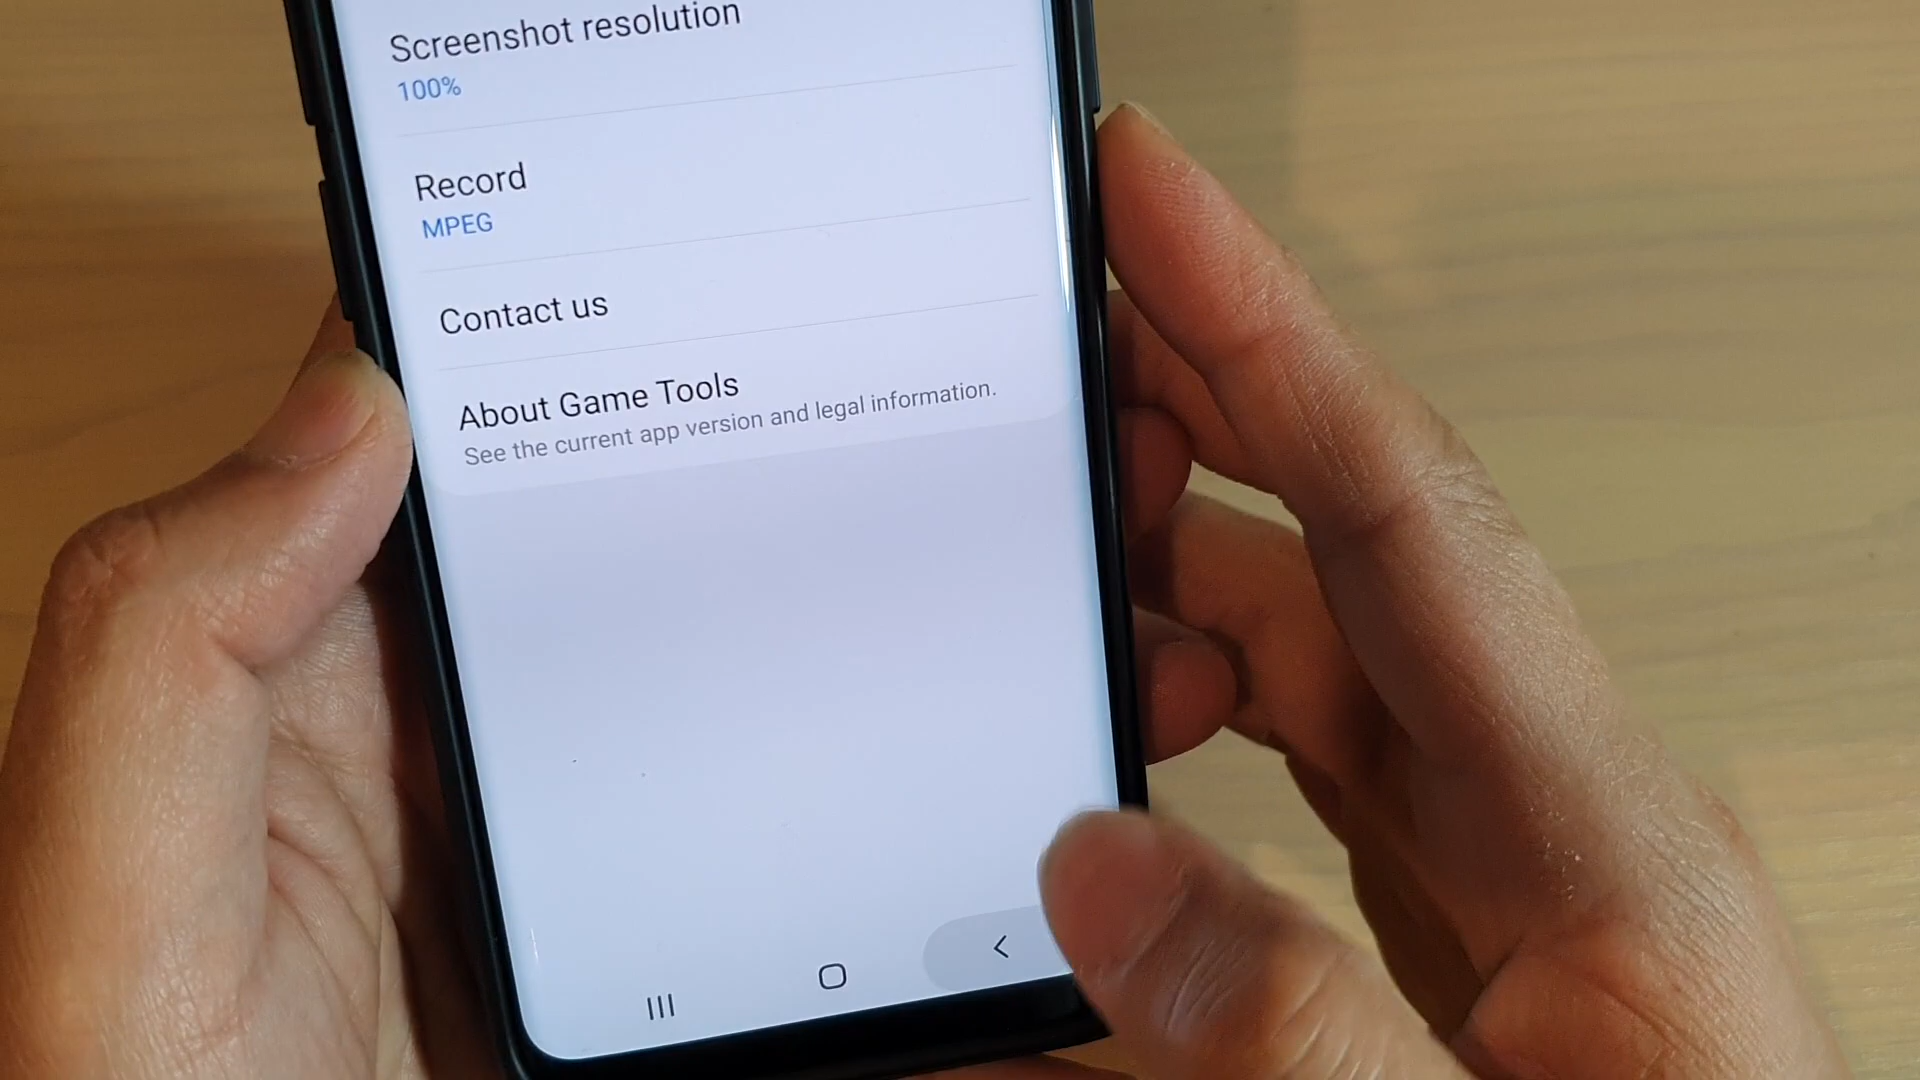 Screenshot resolution
100%
Record
MPEG
Contact us
About Game Tools
See the current app version and legal information.